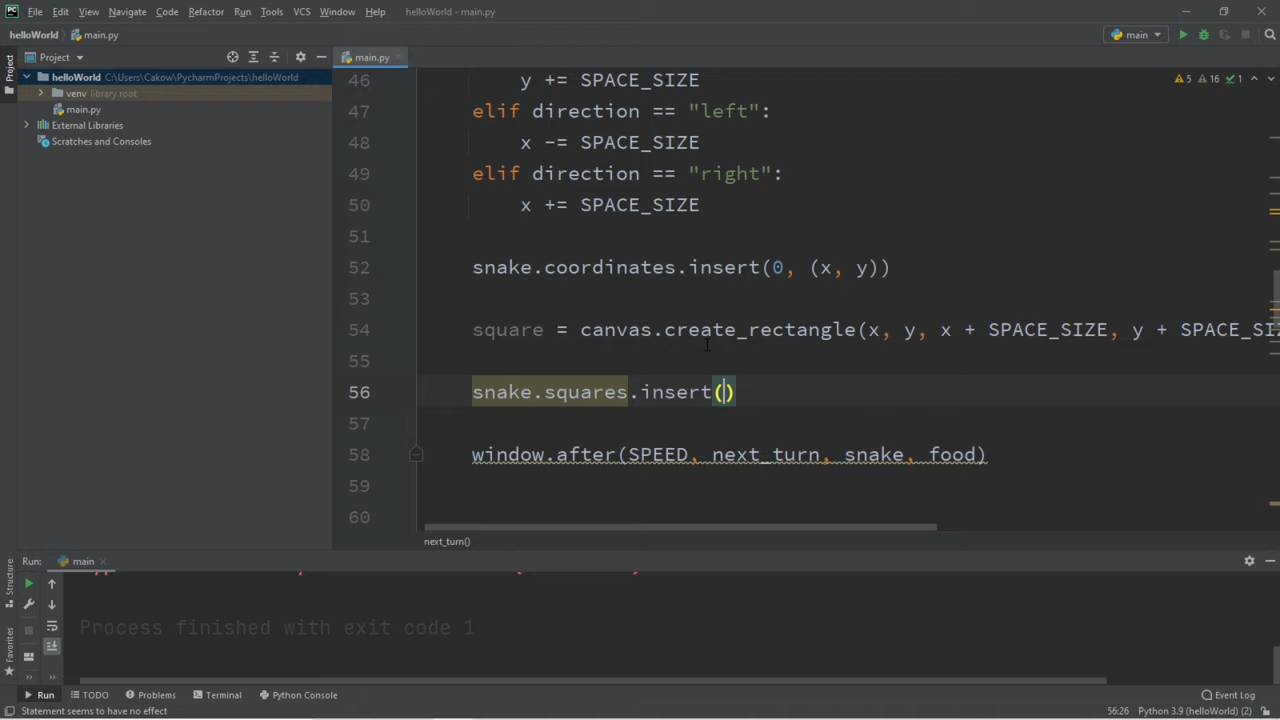 File Edit View Navigate Code Refactor Run Tools VCS Window Help helloWorld - main.py
helloWorld main.py main
Project main.py
Project
helloWorld C:\Users\Cakow\PycharmProjects\helloWorld
venv library root
main.py
External Libraries
Scratches and Consoles
5 16 1
46 y += SPACE_SIZE
47 elif direction == "left":
48 x -= SPACE_SIZE
49 elif direction == "right":
50 x += SPACE_SIZE
51
52 snake.coordinates.insert(0, (x, y))
53
54 square = canvas.create_rectangle(x, y, x + SPACE_SIZE, y +
55
56 snake.squares.insert()
57
58 window.after(SPEED, next_turn, snake, food)
59
60
next_turn()
Run: main
Process finished with exit code 1
Structure
Favorites
Run TODO Problems Terminal Python Console Event Log
Statement seems to have no effect 56:26 Python 3.9 (helloWorld) (2)